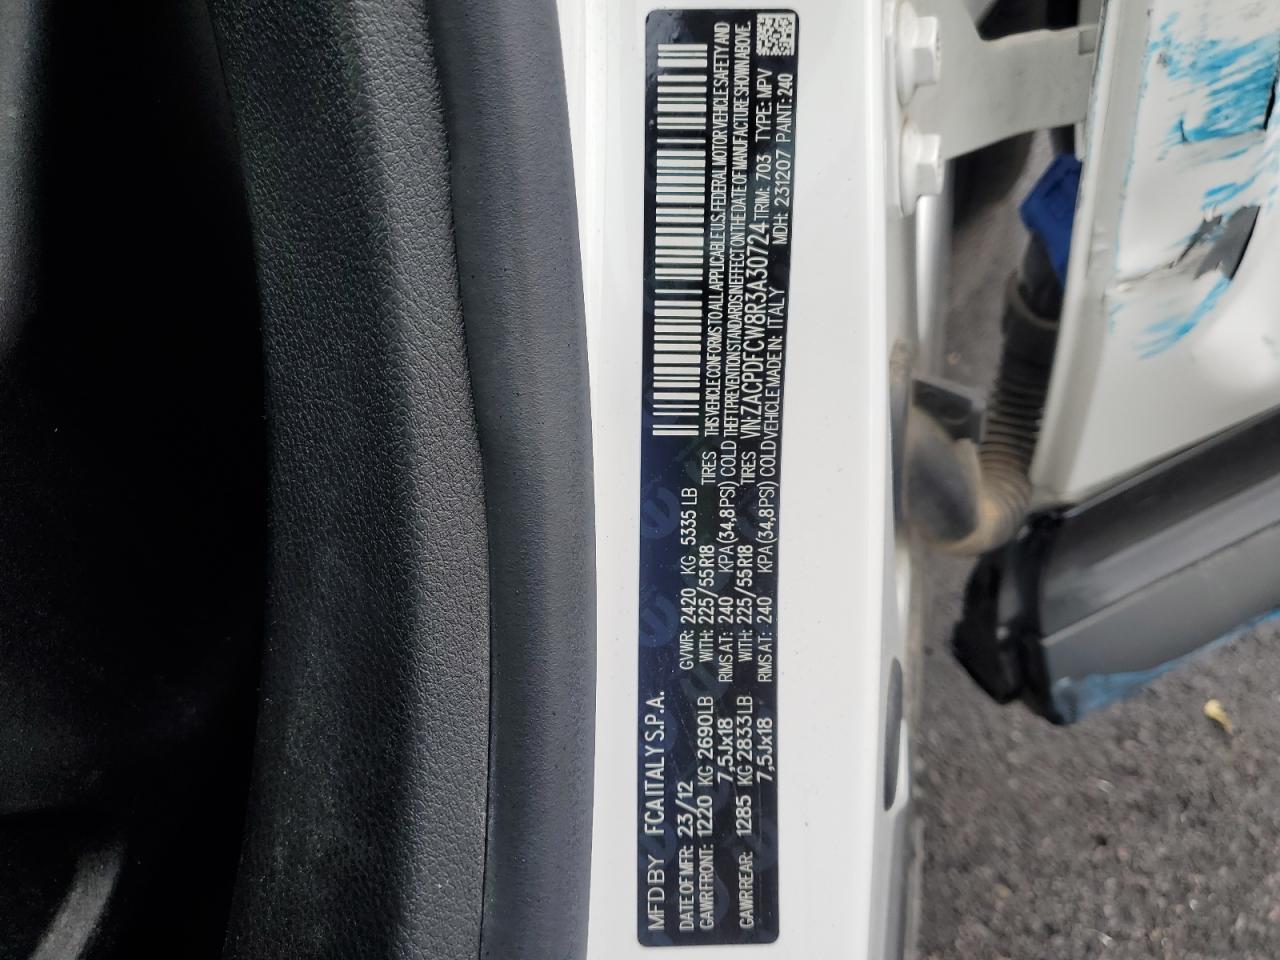 MFD BY FCA ITALY S.P.A.
DATE OF MFR: 23/12 GVWR: 2420 KG 5335 LB
GAWR FRONT: 1220 KG 2690 LB WITH: 225/55R18 TIRES
7,5Jx18 RIMS AT: 240 KPA (34,8PSI) COLD
GAWR REAR: 1285 KG 2833 LB WITH: 225/55R18 TIRES
7,5Jx18 RIMS AT: 240 KPA (34,8PSI) COLD
THIS VEHICLE CONFORMS TO ALL APPLICABLE U.S. FEDERAL MOTOR VEHICLE SAFETY AND
THEFT PREVENTION STANDARDS IN EFFECT ON THE DATE OF MANUFACTURE SHOWN ABOVE.
VIN: ZACPDFCW8R3A30724 TRIM: 703 TYPE: MPV
VEHICLE MADE IN: ITALY MDH: 231207 PAINT: 240